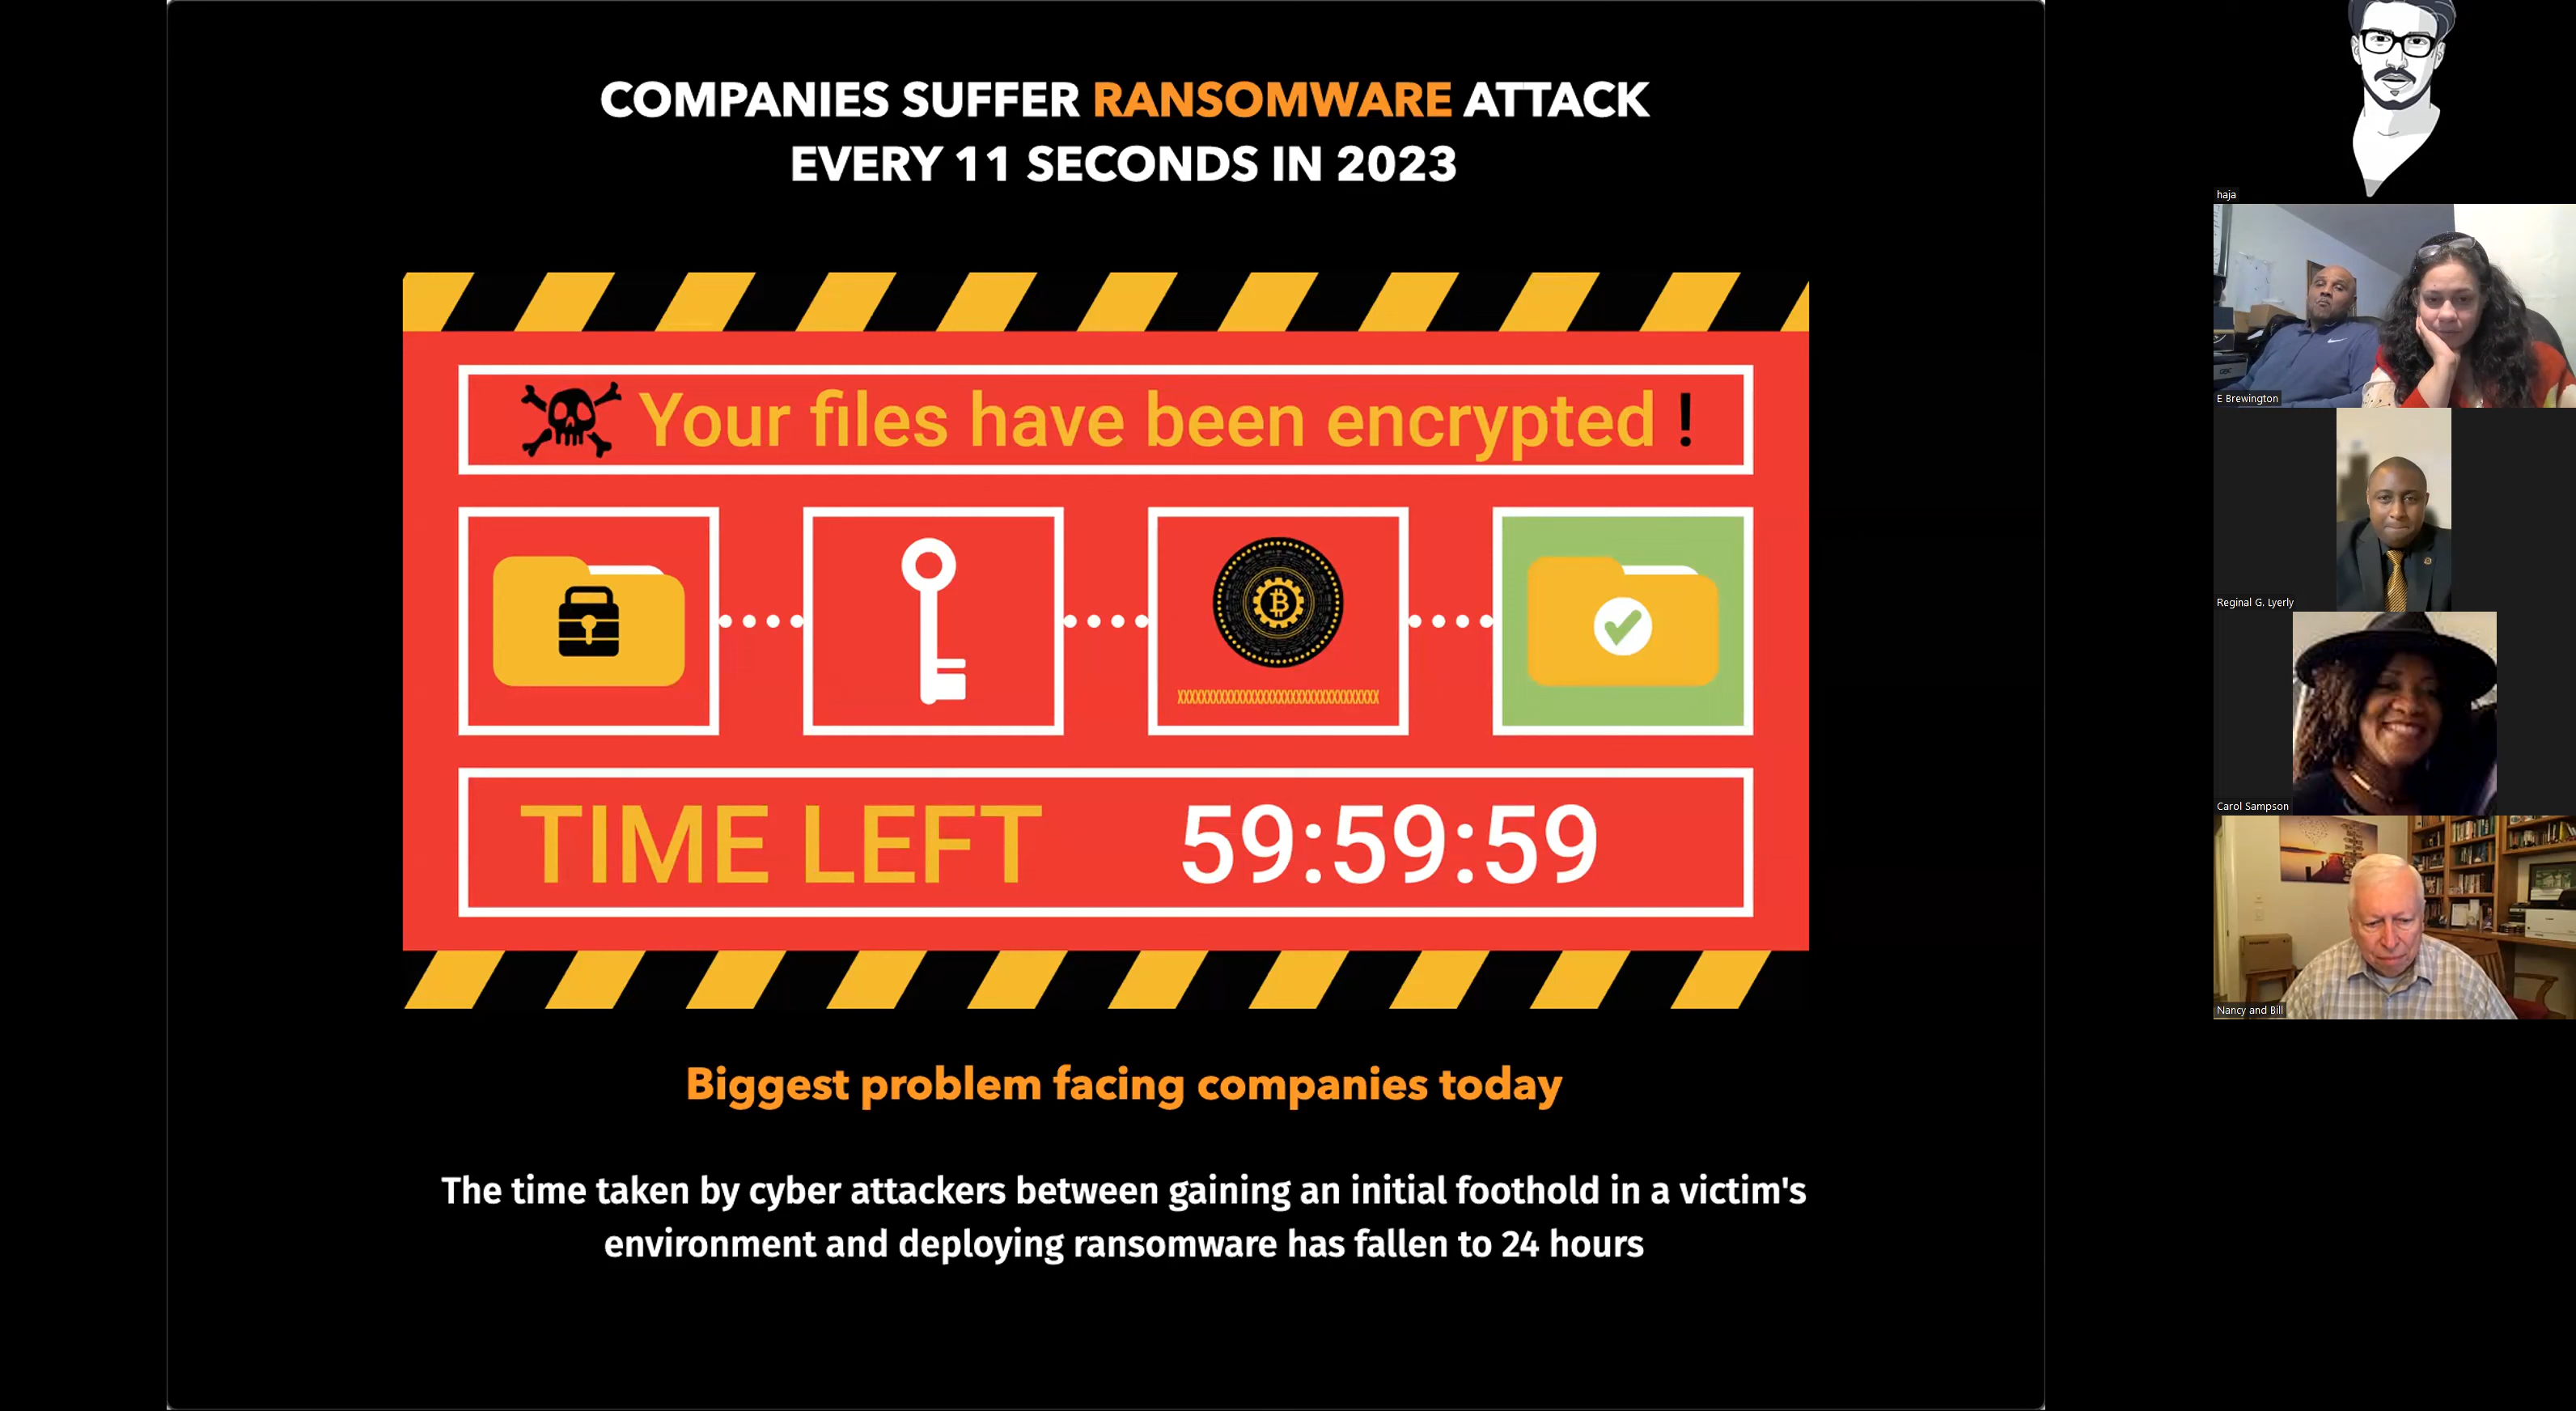 COMPANIES SUFFER RANSOMWARE ATTACK
EVERY 11 SECONDS IN 2023
Your files have been encrypted !
TIME LEFT 59:59:59
Biggest problem facing companies today
The time taken by cyber attackers between gaining an initial foothold in a victim's
environment and deploying ransomware has fallen to 24 hours
haja
E Brewington
Reginal G. Lyerly
Carol Sampson
Nancy and Bill